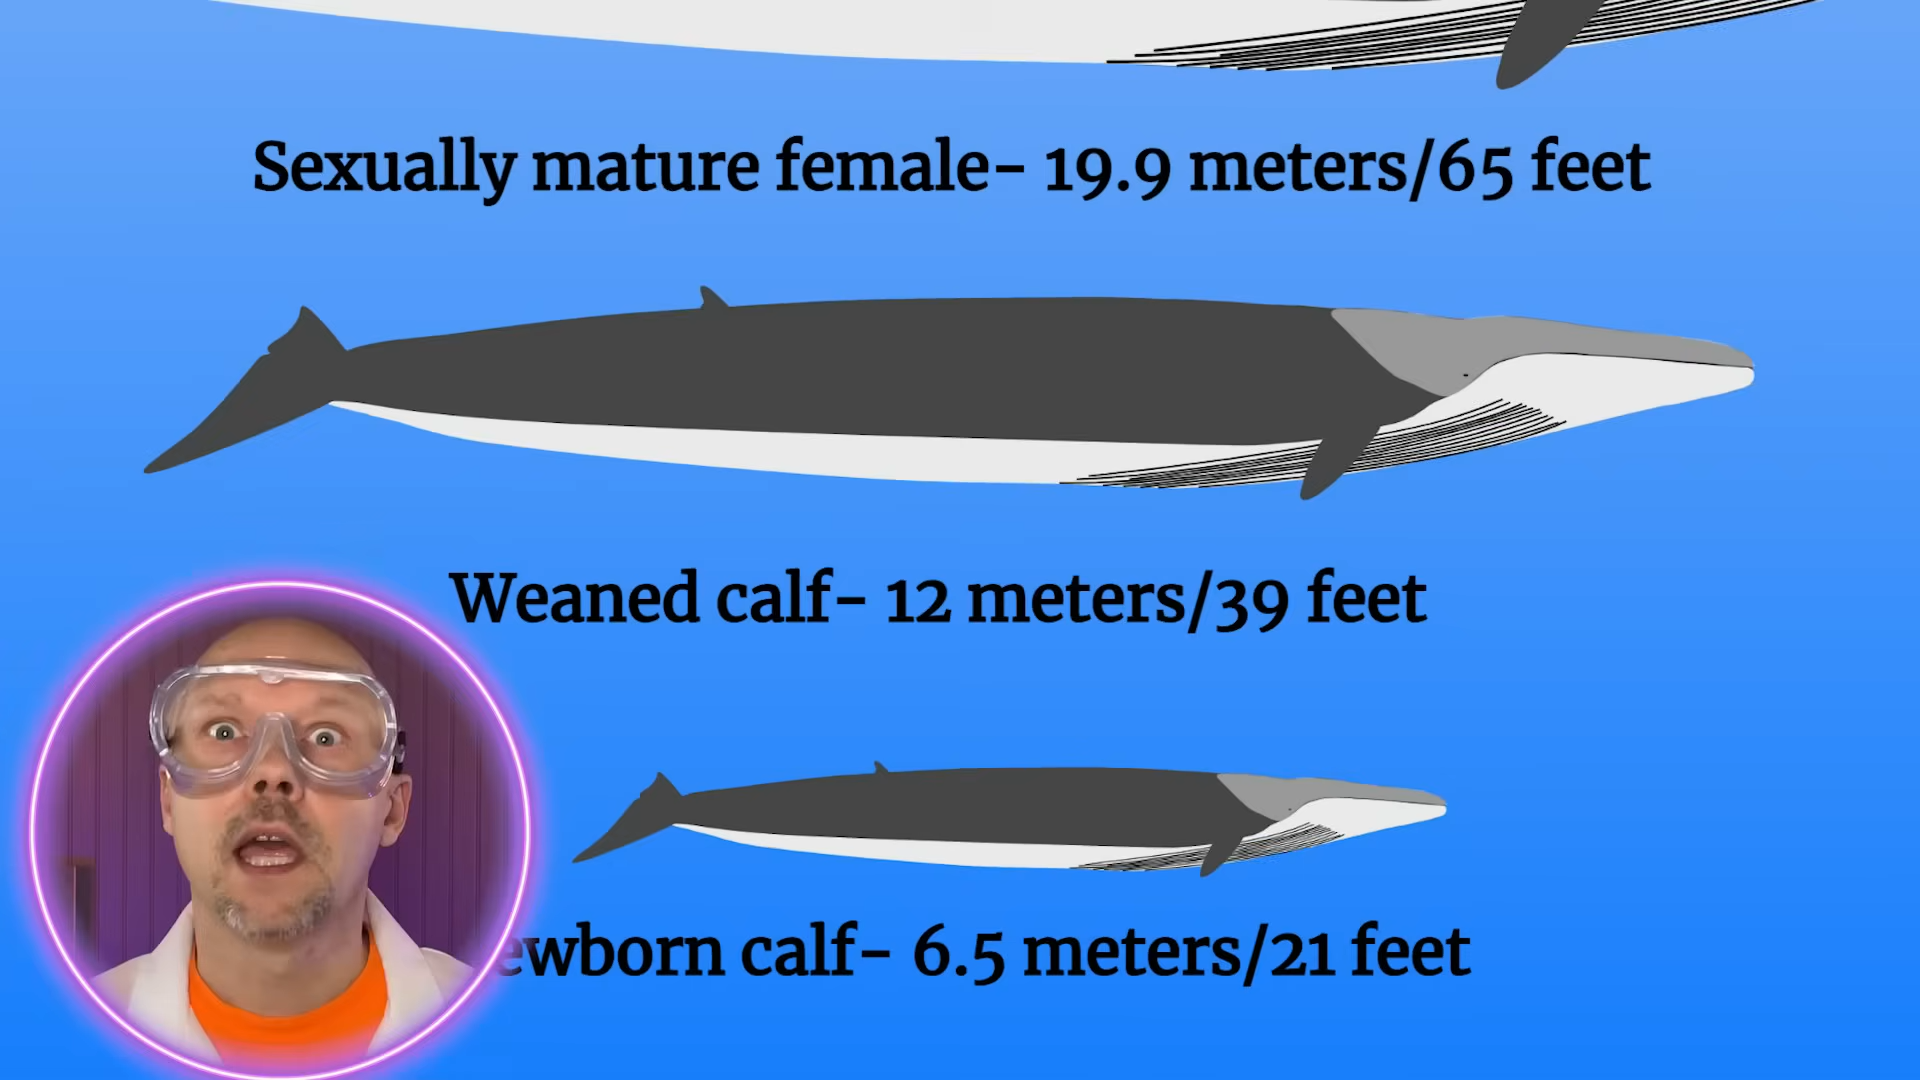 Sexually mature female- 19.9 meters/65 feet
Weaned calf- 12 meters/39 feet
ewborn calf- 6.5 meters/21 feet